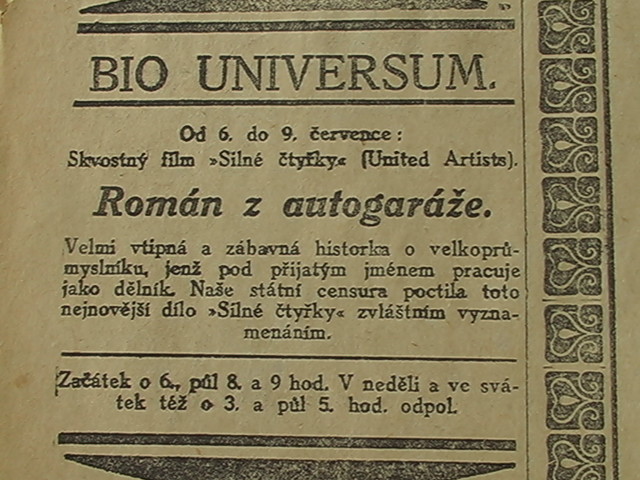 BIO UNIVERSUM.
Od 6. do 9. července:
Skvostný film »Silné čtyřky« (United Artists).
Román z autogaráže.
Velmi vtipná a zábavná historka o velkoprů-
myslníku, jenž pod přijatým jménem pracuje
jako dělník. Naše státní censura poctila toto
nejnovější dílo »Silné čtyřky« zvláštním vyzna-
menáním.
Začátek o 6., půl 8. a 9 hod. V neděli a ve svá-
tek též o 3. a půl 5. hod. odpol.